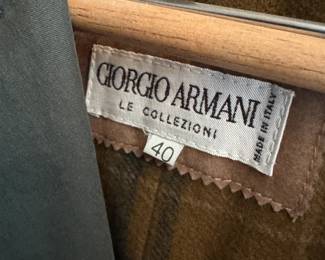 GIORGIO ARMANI
LE COLLEZIONI
MADE IN ITALY
40